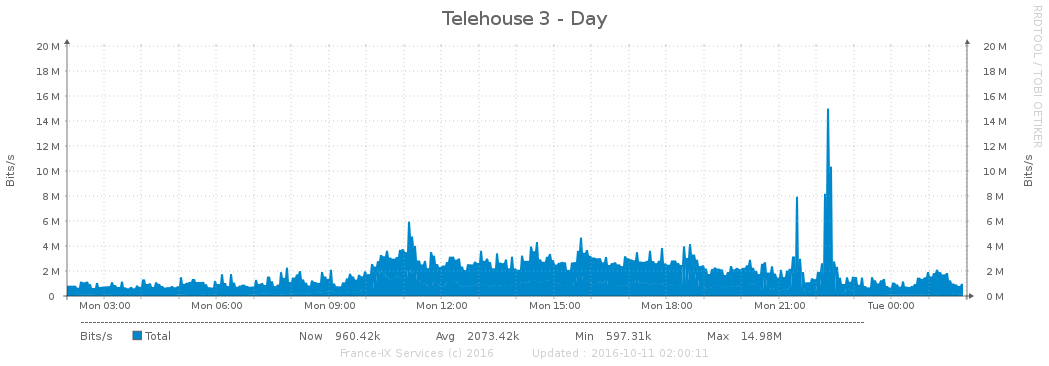 Telehouse 3 - Day
RRDTOOL / TOBI OETIKER
20 M 20 M
18 M 18 M
16 M 16 M
14 M 14 M
12 M 12 M
10 M 10 M
8 M 8 M
6 M 6 M
4 M 4 M
2 M 2 M
0 0 M
Bits/s
Bits/s
Mon 03:00 Mon 06:00 Mon 09:00 Mon 12:00 Mon 15:00 Mon 18:00 Mon 21:00 Tue 00:00
Bits/s Total Now 960.42k Avg 2073.42k Min 597.31k Max 14.98M
France-IX Services (c) 2016 Updated : 2016-10-11 02:00:11